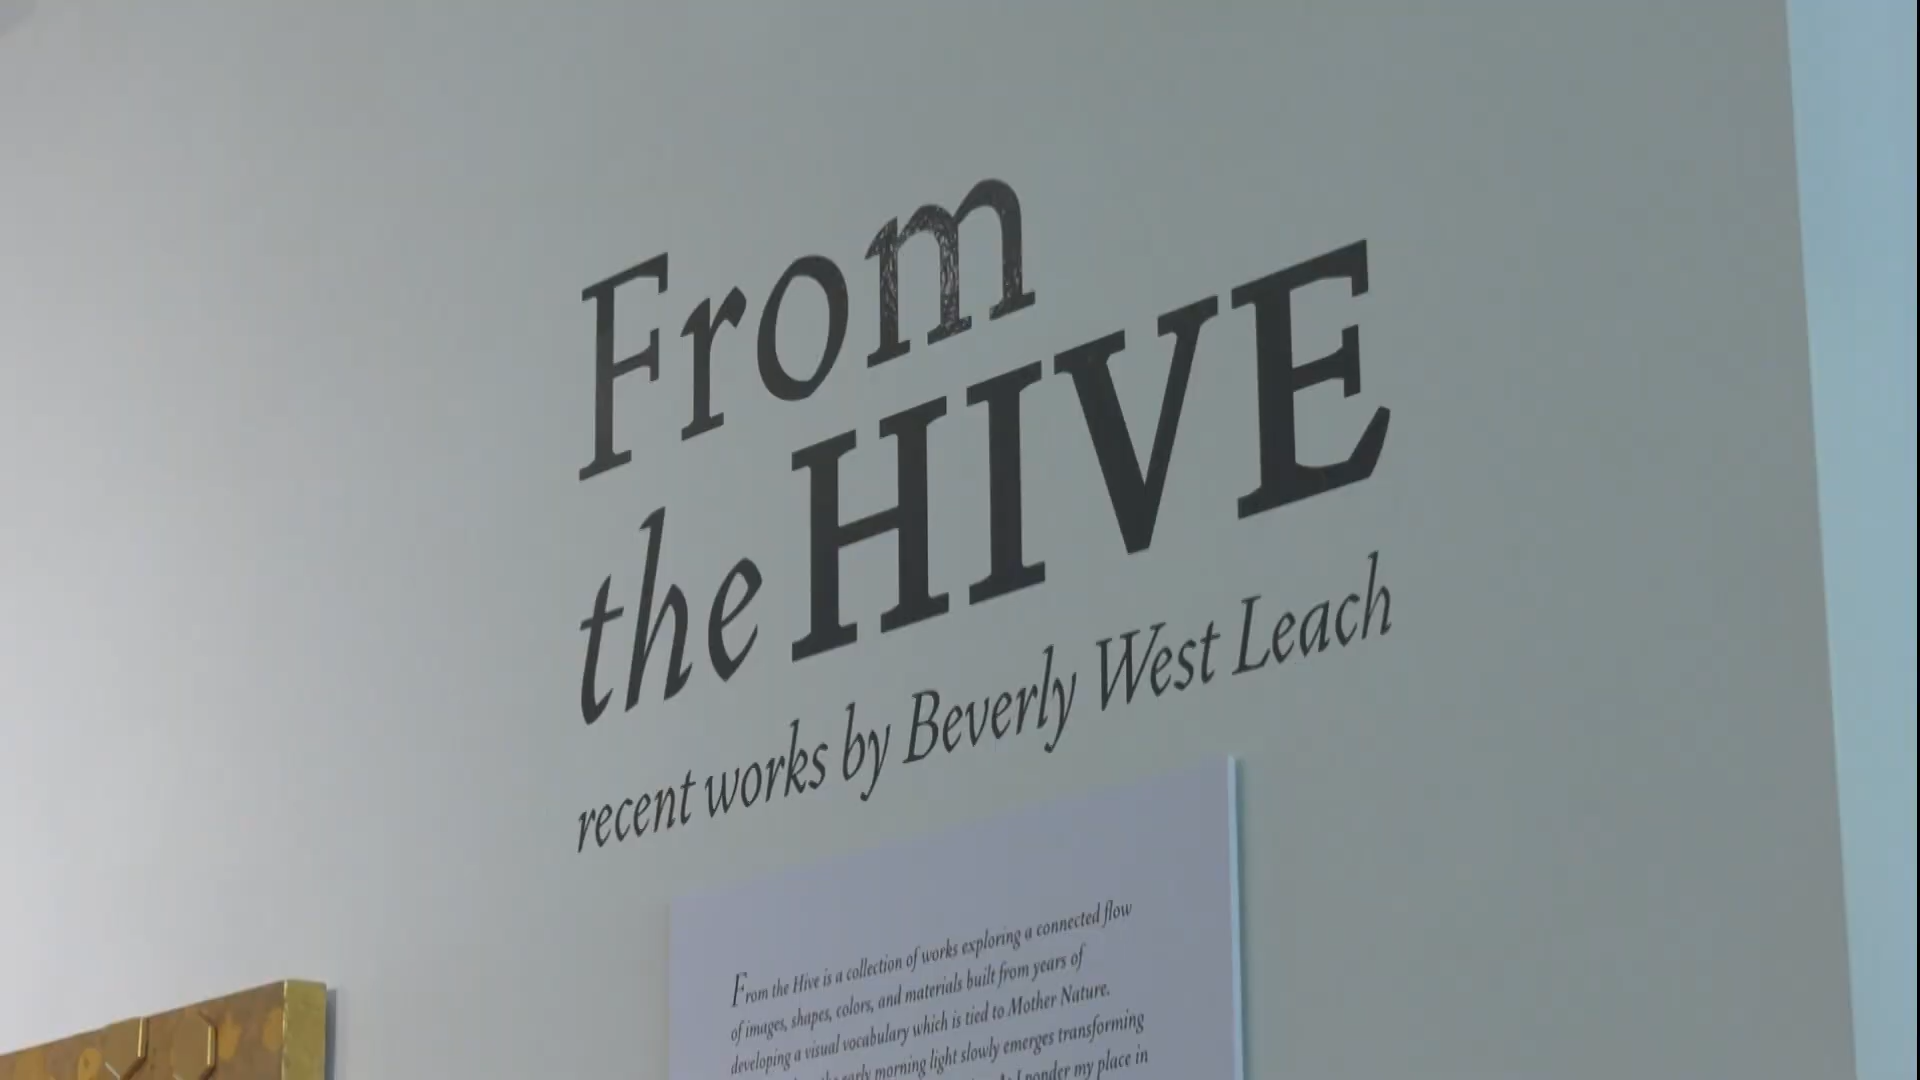 From
the HIVE
recent works by Beverly West Leach
From the Hive is a collection of works exploring a connected flow
of images, shapes, colors, and materials built from years of
developing a visual vocabulary which is tied to Mother Nature.
early morning light slowly emerges transforming
I ponder my place in